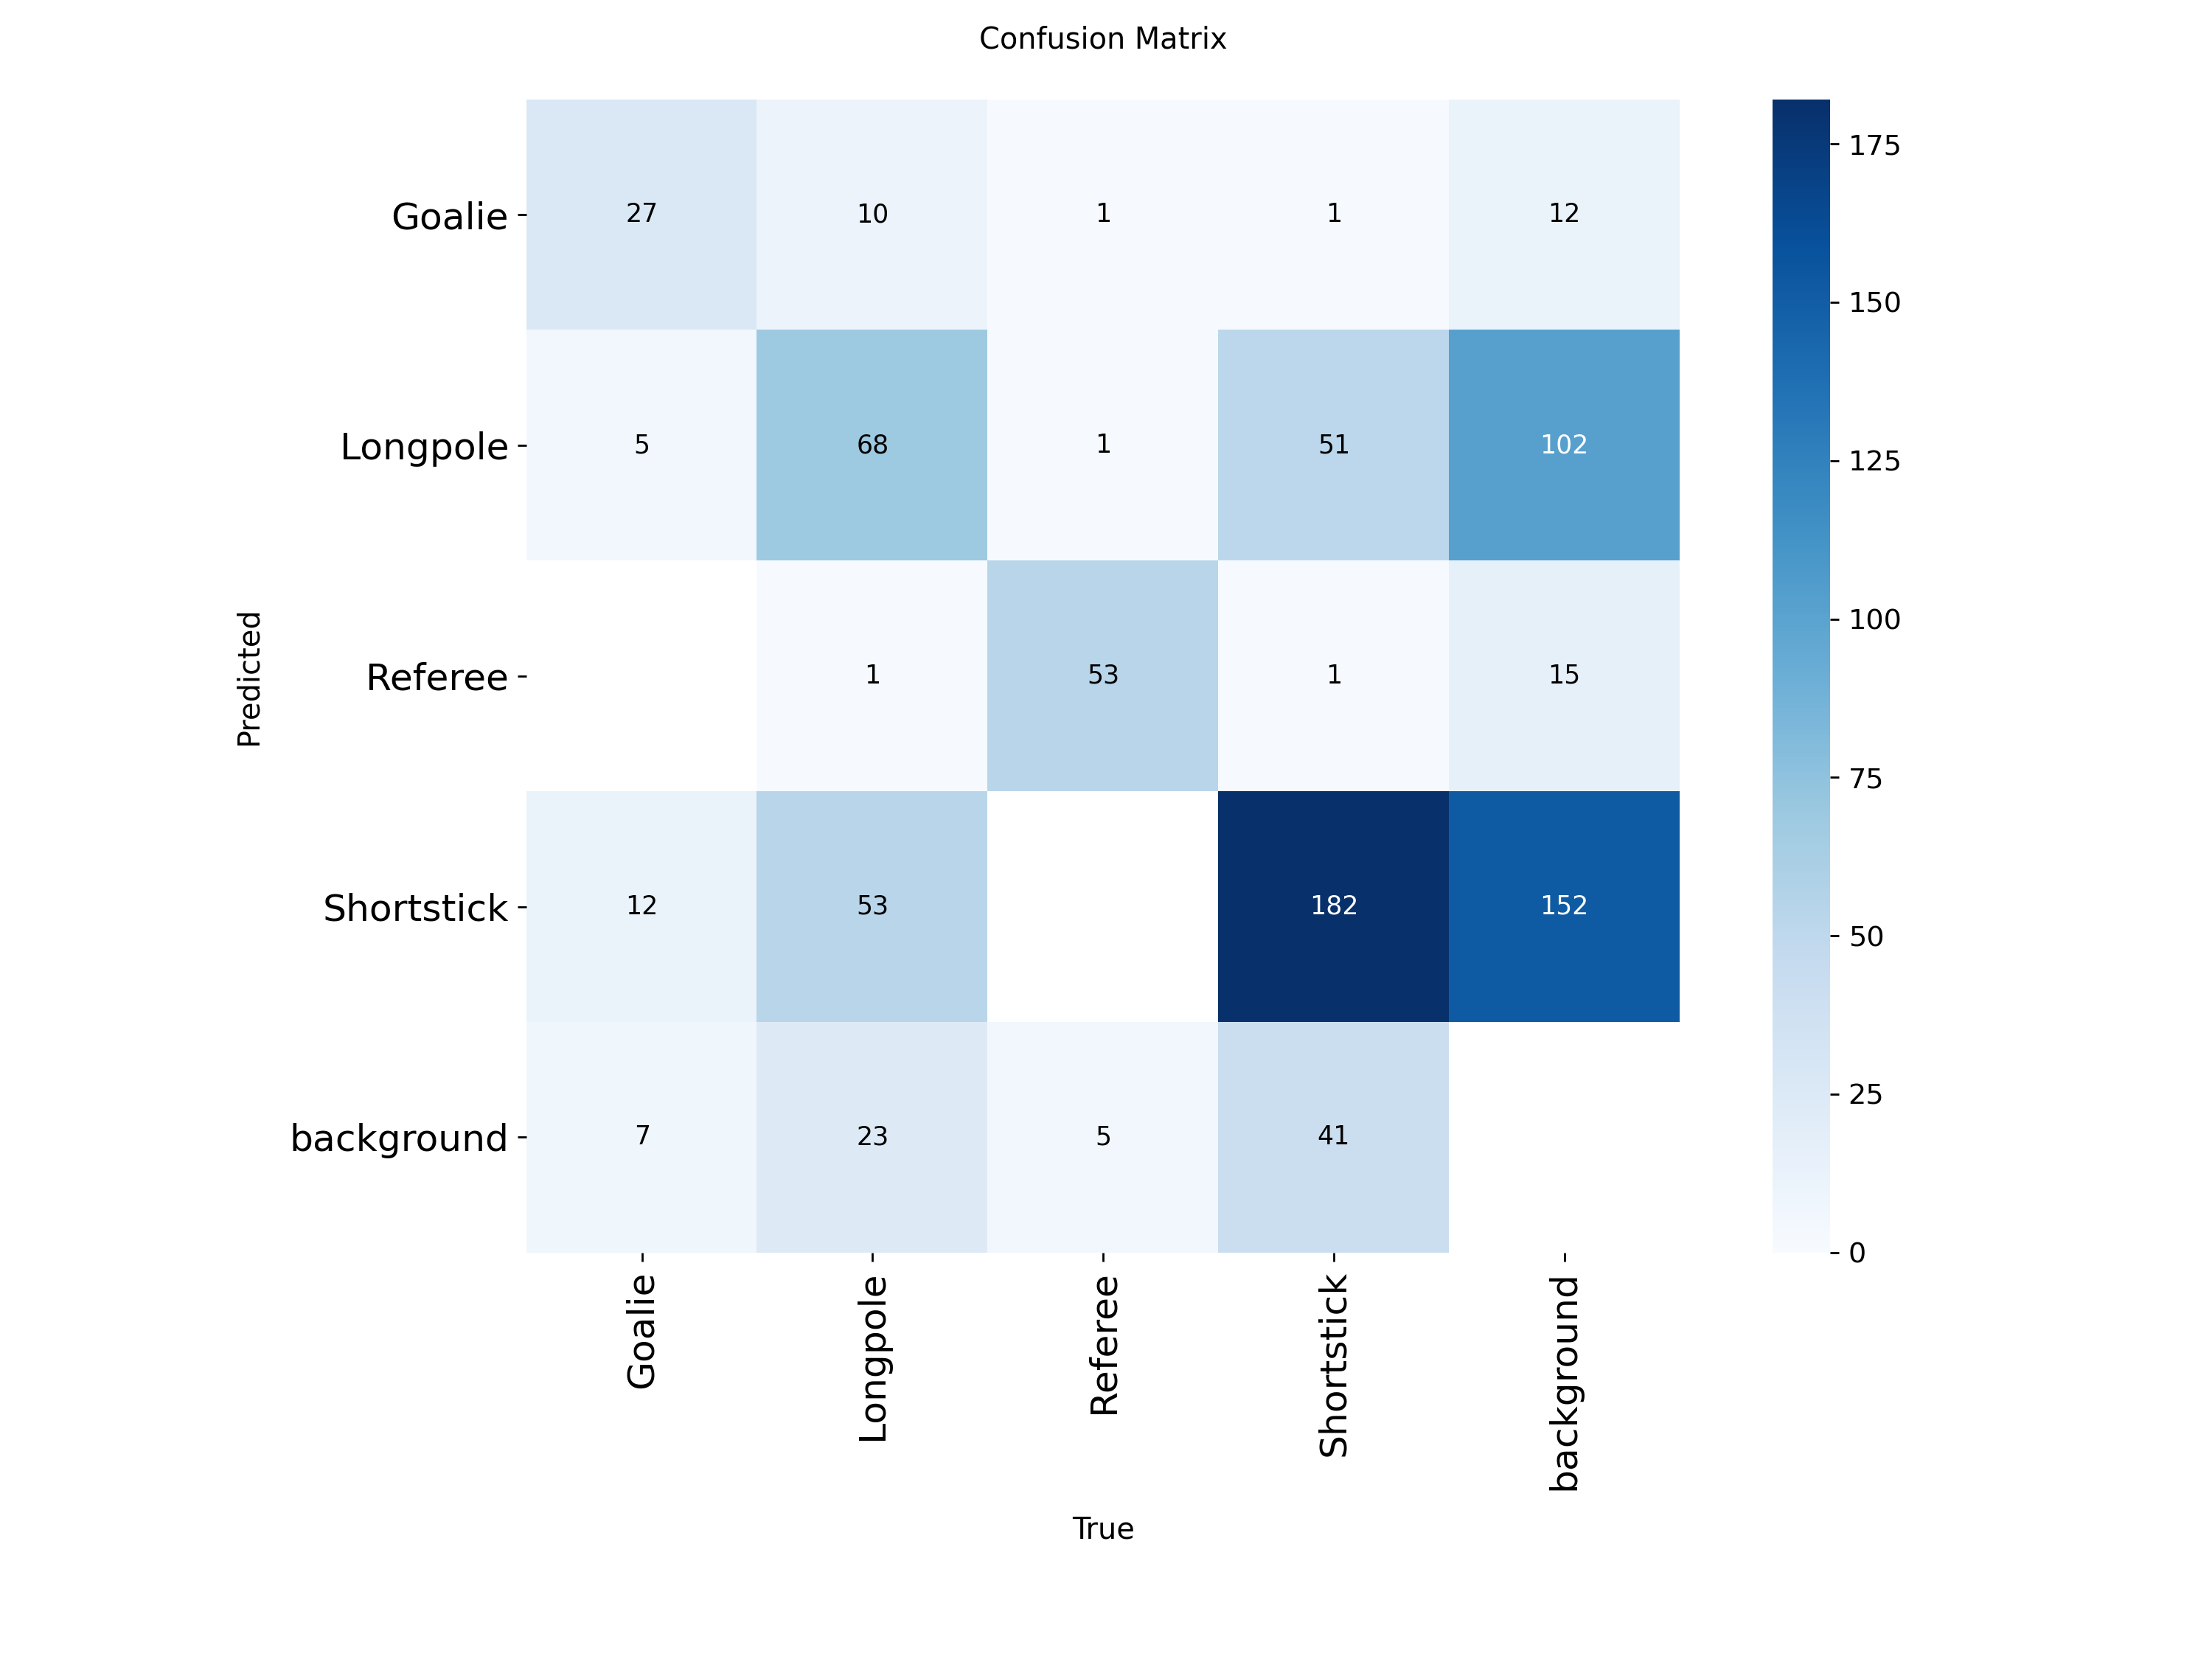 Confusion Matrix
Goalie 27 10 1 1 12
Longpole 5 68 1 51 102
Referee 1 53 1 15
Shortstick 12 53 182 152
background 7 23 5 41
Predicted
Goalie Longpole Referee Shortstick background
True
175
150
125
100
75
50
25
0